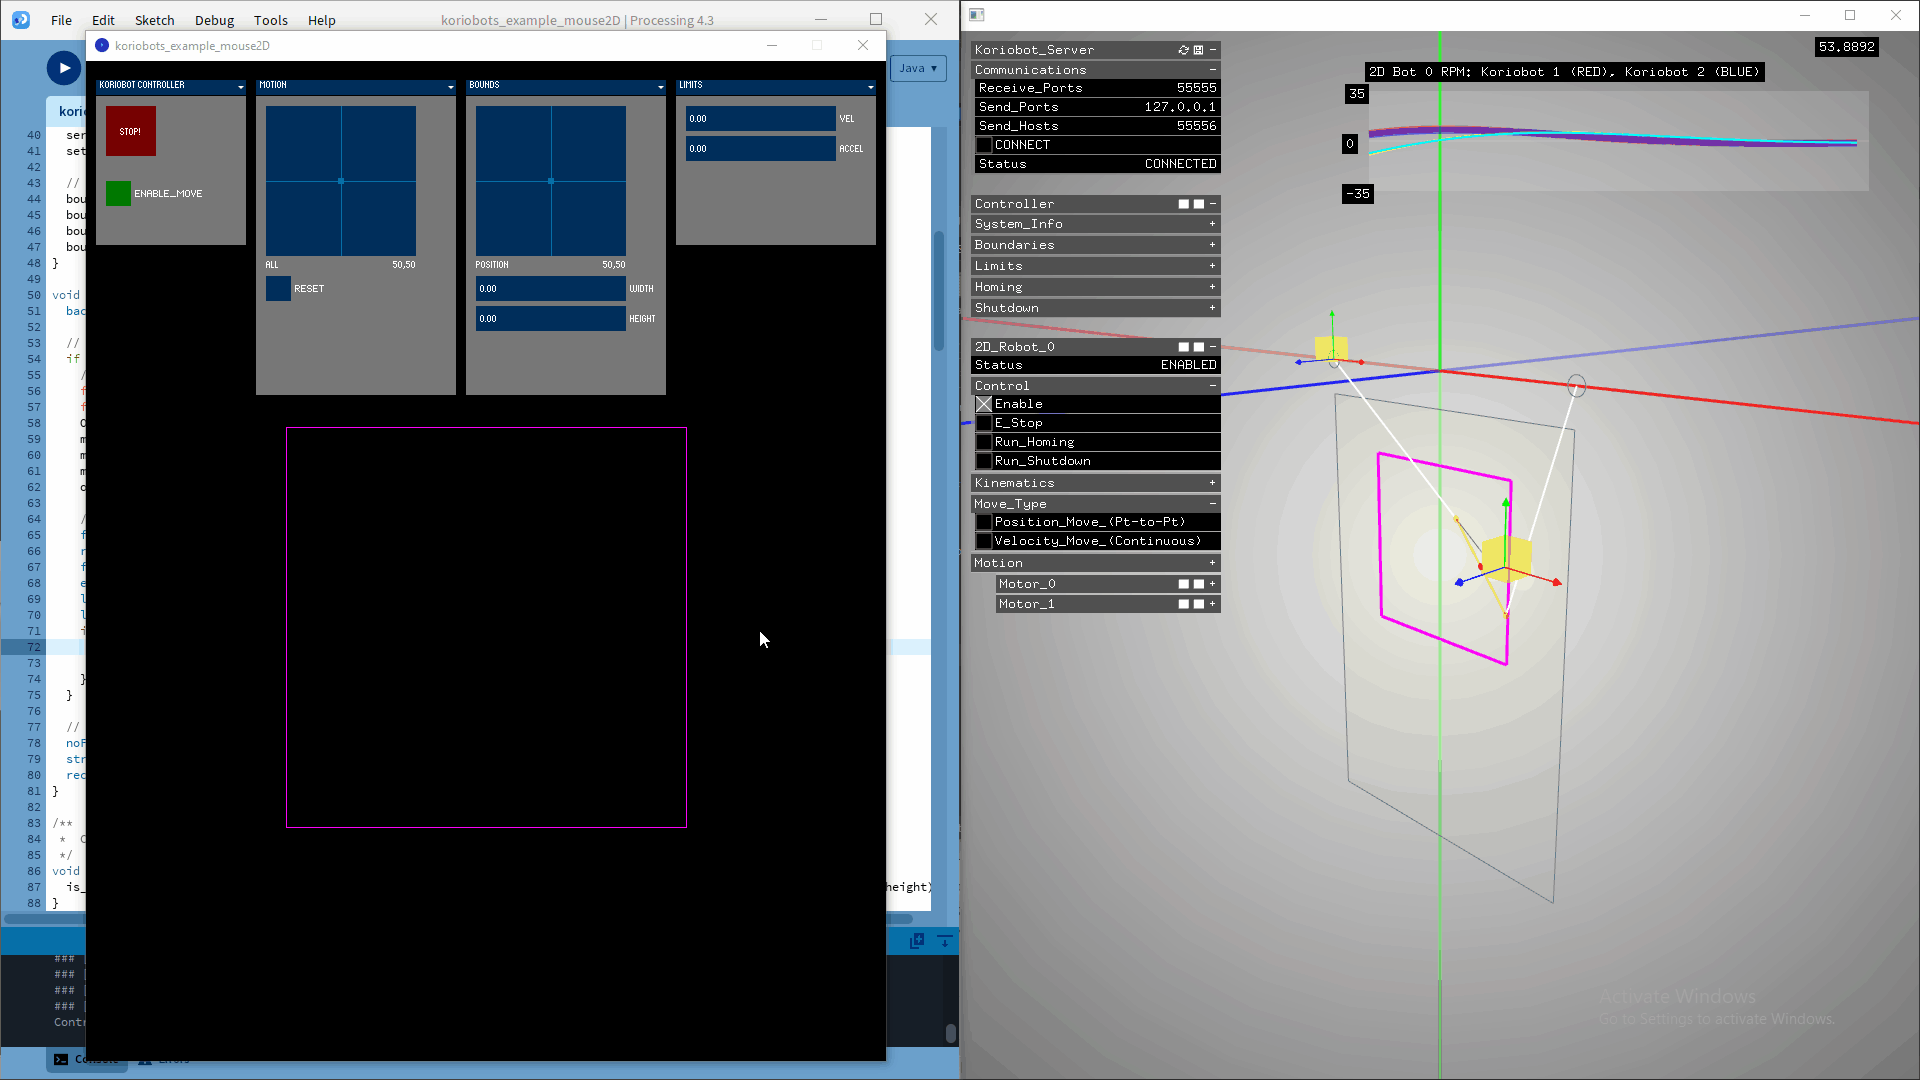 File Edit Sketch Debug Tools Help
koriobots_example_mouse2D | Processing 4.3
koriobots_example_mouse2D
Java ▾
KORIOBOT CONTROLLER
STOP!
ENABLE_MOVE
MOTION
ALL 50,50
RESET
BOUNDS
POSITION 50,50
0.00 WIDTH
0.00 HEIGHT
LIMITS
0.00 VEL
0.00 ACCEL
kori
40 ser
41 set
42
43 //
44 bou
45 bou
46 bou
47 bou
48 }
49
50 void
51 bac
52
53 //
54 if
55 /
56 f
57 f
58 O
59 m
60 m
61 m
62 o
63
64 /
65 f
66 r
67 f
68 e
69 l
70 l
71 i
72
73
74 }
75 }
76
77 //
78 noF
79 str
80 rec
81 }
82
83 /**
84 * C
85 */
86 void
87 is_ height)
88 }
###
###
###
###
Cont
Koriobot_Server
Communications
Receive_Ports 55555
Send_Ports 127.0.0.1
Send_Hosts 55556
CONNECT
Status CONNECTED
Controller
System_Info
Boundaries
Limits
Homing
Shutdown
2D_Robot_0
Status ENABLED
Control
Enable
E_Stop
Run_Homing
Run_Shutdown
Kinematics
Move_Type
Position_Move_(Pt-to-Pt)
Velocity_Move_(Continuous)
Motion
Motor_0
Motor_1
53.8892
2D Bot 0 RPM: Koriobot 1 (RED), Koriobot 2 (BLUE)
35
0
-35
Activate Windows
Go to Settings to activate Windows.